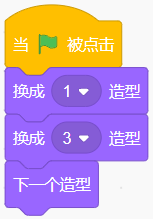 当 被点击
换成 1 造型
换成 3 造型
下一个造型